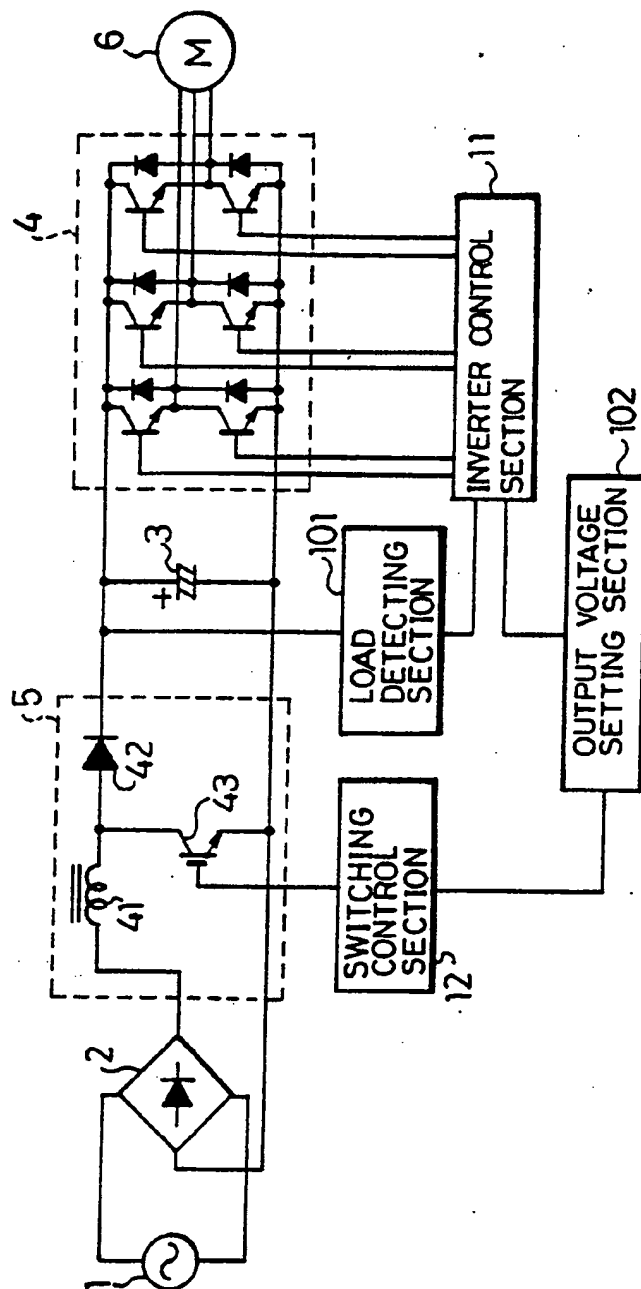 1
2
5
41
42
43
3
+
4
6
M
SWITCHING
CONTROL
SECTION
12
LOAD
DETECTING
SECTION
101
INVERTER CONTROL
SECTION
11
OUTPUT VOLTAGE
SETTING SECTION
102